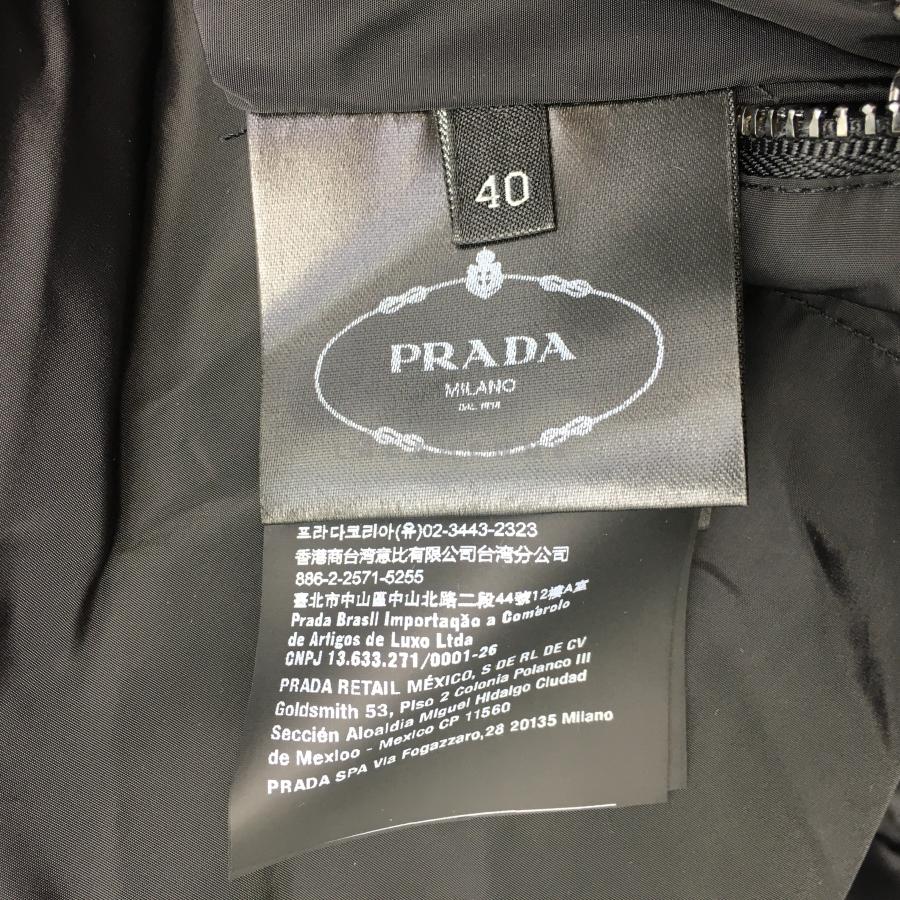 40
PRADA
MILANO
DAL 1913
프라다코리아(유)02-3443-2323
香港商台湾意比有限公司台湾分公司
886-2-2571-5255
臺北市中山區中山北路二段44號12樓A室
Prada Brasil Importação a Comérolo
de Artigos de Luxo Ltda
CNPJ 13.633.271/0001-26
PRADA RETAIL MÉXICO, S DE RL DE CV
Goldsmith 53, Piso 2 Colonia Polanco III
Sección Aloaldia Miguel Hidalgo Ciudad
de Mexloo - Mexico CP 11560
PRADA SPA Via Fogazzaro,28 20135 Milano